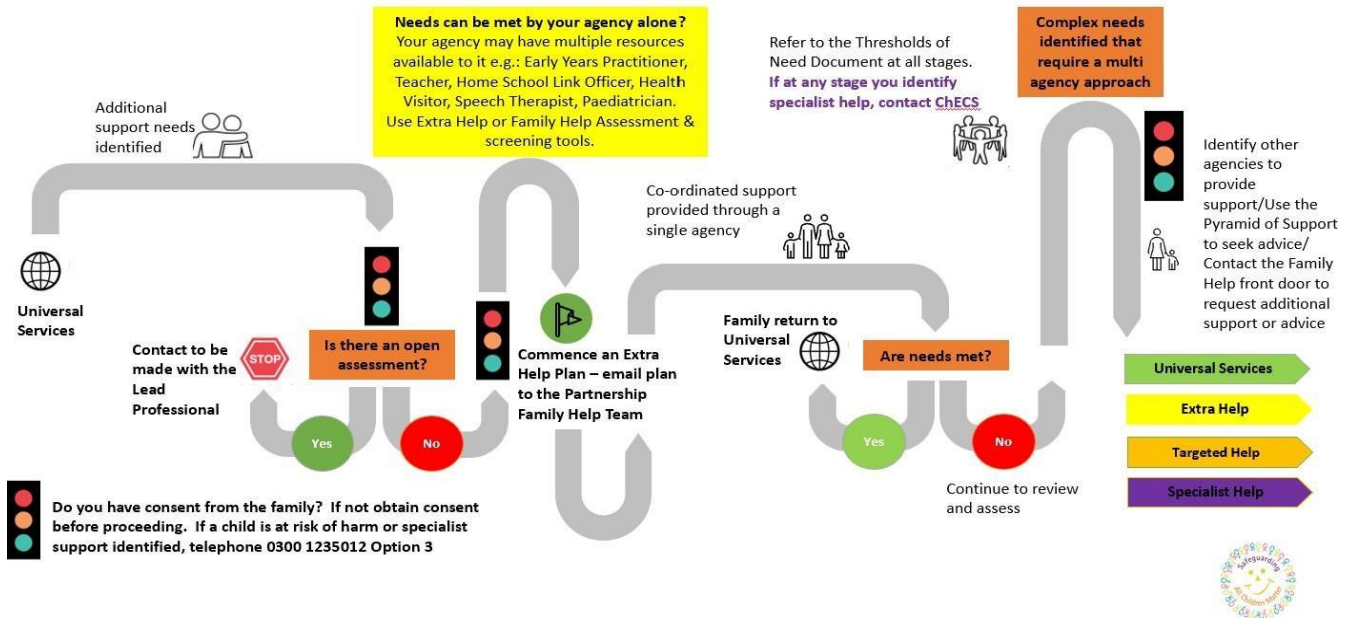 Needs can be met by your agency alone?
Your agency may have multiple resources
available to it e.g.: Early Years Practitioner,
Teacher, Home School Link Officer, Health
Visitor, Speech Therapist, Paediatrician.
Use Extra Help or Family Help Assessment &
screening tools.
Refer to the Thresholds of
Need Document at all stages.
If at any stage you identify
specialist help, contact ChECS
Complex needs
identified that
require a multi
agency approach
Additional
support needs
identified
Identify other
agencies to
provide
support/Use the
Pyramid of Support
to seek advice/
Contact the Family
Help front door to
request additional
support or advice
Co-ordinated support
provided through a
single agency
Universal
Services
Contact to be
made with the
Lead
Professional
STOP
Is there an open
assessment?
Yes
No
Commence an Extra
Help Plan – email plan
to the Partnership
Family Help Team
Family return to
Universal
Services
Are needs met?
Yes
No
Continue to review
and assess
Universal Services
Extra Help
Targeted Help
Specialist Help
Do you have consent from the family? If not obtain consent
before proceeding. If a child is at risk of harm or specialist
support identified, telephone 0300 1235012 Option 3
Safeguarding
All Children Matter